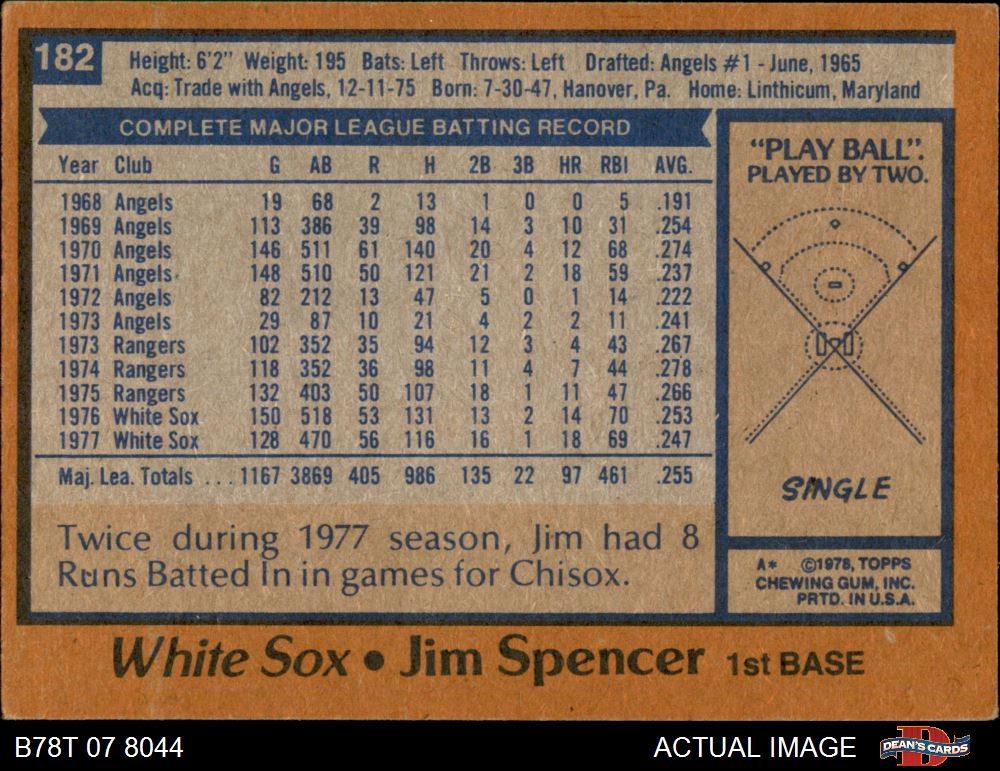 182
Height: 6'2" Weight: 195 Bats: Left Throws: Left Drafted: Angels #1 - June, 1965
Acq: Trade with Angels, 12-11-75 Born: 7-30-47, Hanover, Pa. Home: Linthicum, Maryland
COMPLETE MAJOR LEAGUE BATTING RECORD
Year Club G AB R H 2B 3B HR RBI AVG.
1968 Angels 19 68 2 13 1 0 0 5 .191
1969 Angels 113 386 39 98 14 3 10 31 .254
1970 Angels 146 511 61 140 20 4 12 68 .274
1971 Angels 148 510 50 121 21 2 18 59 .237
1972 Angels 82 212 13 47 5 0 1 14 .222
1973 Angels 29 87 10 21 4 2 2 11 .241
1973 Rangers 102 352 35 94 12 3 4 43 .267
1974 Rangers 118 352 36 98 11 4 7 44 .278
1975 Rangers 132 403 50 107 18 1 11 47 .266
1976 White Sox 150 518 53 131 13 2 14 70 .253
1977 White Sox 128 470 56 116 16 1 18 69 .247
Maj. Lea. Totals ... 1167 3869 405 986 135 22 97 461 .255
Twice during 1977 season, Jim had 8
Runs Batted In in games for Chisox.
"PLAY BALL".
PLAYED BY TWO.
SINGLE
A* ©1978, TOPPS
CHEWING GUM, INC.
PRTD. IN U.S.A.
White Sox • Jim Spencer 1st BASE
B78T 07 8044
ACTUAL IMAGE
D
DEAN'S CARDS